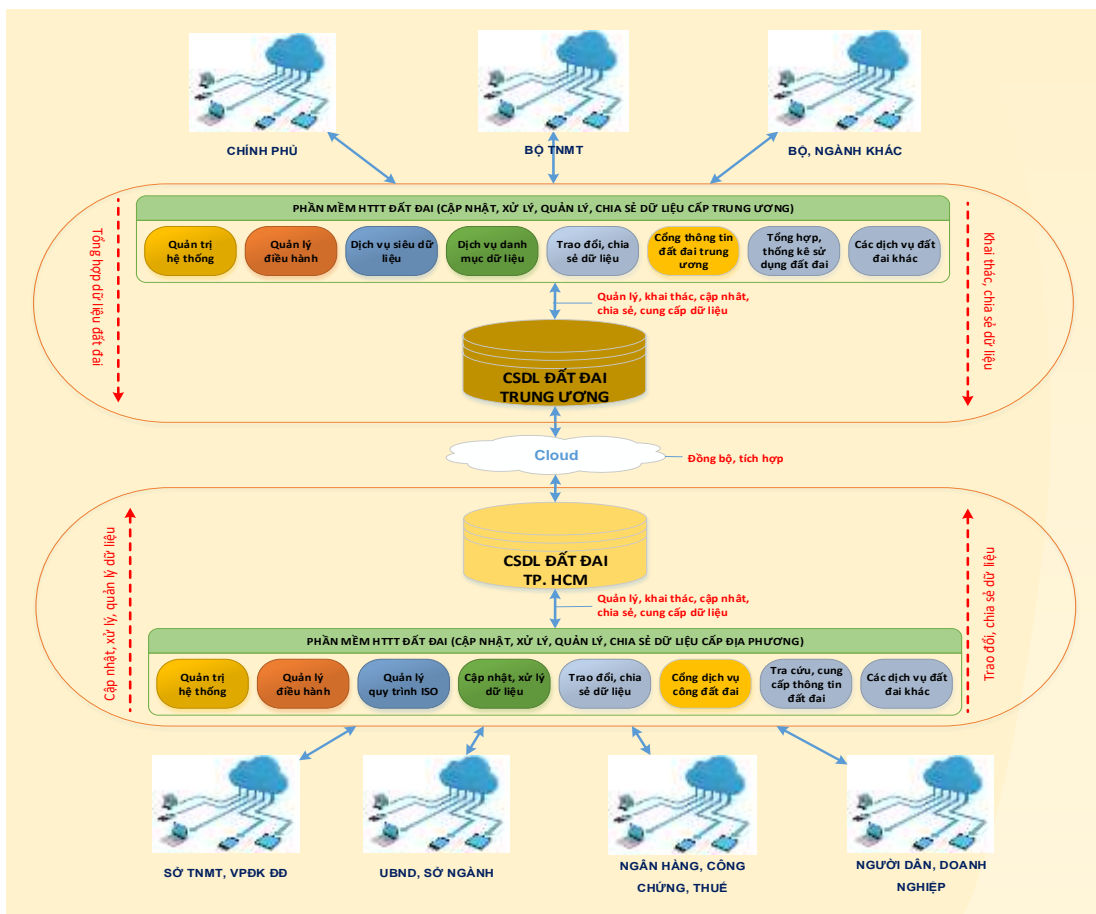 CHÍNH PHỦ
BỘ TNMT
BỘ, NGÀNH KHÁC
PHẦN MỀM HTTT ĐẤT ĐAI (CẬP NHẬT, XỬ LÝ, QUẢN LÝ, CHIA SẺ DỮ LIỆU CẤP TRUNG ƯƠNG)
Quản trị
hệ thống
Quản lý
điều hành
Dịch vụ siêu dữ
liệu
Dịch vụ danh
mục dữ liệu
Trao đổi, chia
sẻ dữ liệu
Cổng thông tin
đất đai trung
ương
Tổng hợp,
thống kê sử
dụng đất đai
Các dịch vụ đất
đai khác
Tổng hợp dữ liệu đất đai
Khai thác, chia sẻ dữ liệu
Quản lý, khai thác, cập nhât,
chia sẻ, cung cấp dữ liệu
CSDL ĐẤT ĐAI
TRUNG ƯƠNG
Cloud
Đồng bộ, tích hợp
CSDL ĐẤT ĐAI
TP. HCM
Cập nhật, xử lý, quản lý dữ liệu
Trao đổi, chia sẻ dữ liệu
Quản lý, khai thác, cập nhât,
chia sẻ, cung cấp dữ liệu
PHẦN MỀM HTTT ĐẤT ĐAI (CẬP NHẬT, XỬ LÝ, QUẢN LÝ, CHIA SẺ DỮ LIỆU CẤP ĐỊA PHƯƠNG)
Quản trị
hệ thống
Quản lý
điều hành
Quản lý
quy trình ISO
Cập nhật, xử lý
dữ liệu
Trao đổi, chia
sẻ dữ liệu
Cổng dịch vụ
công đất đai
Tra cứu, cung
cấp thông tin
đất đai
Các dịch vụ đất
đai khác
SỞ TNMT, VPĐK ĐĐ
UBND, SỞ NGÀNH
NGÂN HÀNG, CÔNG
CHỨNG, THUẾ
NGƯỜI DÂN, DOANH
NGHIỆP